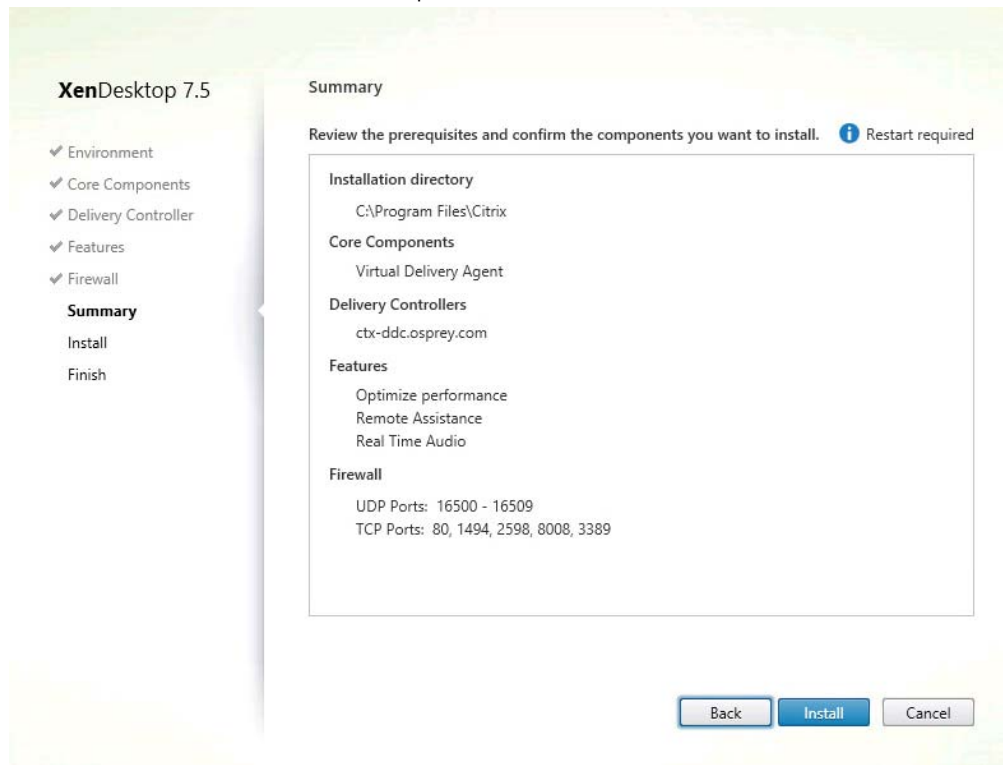 XenDesktop 7.5
Environment
Core Components
Delivery Controller
Features
Firewall
Summary
Install
Finish
Summary
Review the prerequisites and confirm the components you want to install.
Restart required
Installation directory
C:\Program Files\Citrix
Core Components
Virtual Delivery Agent
Delivery Controllers
ctx-ddc.osprey.com
Features
Optimize performance
Remote Assistance
Real Time Audio
Firewall
UDP Ports: 16500 - 16509
TCP Ports: 80, 1494, 2598, 8008, 3389
Back
Install
Cancel